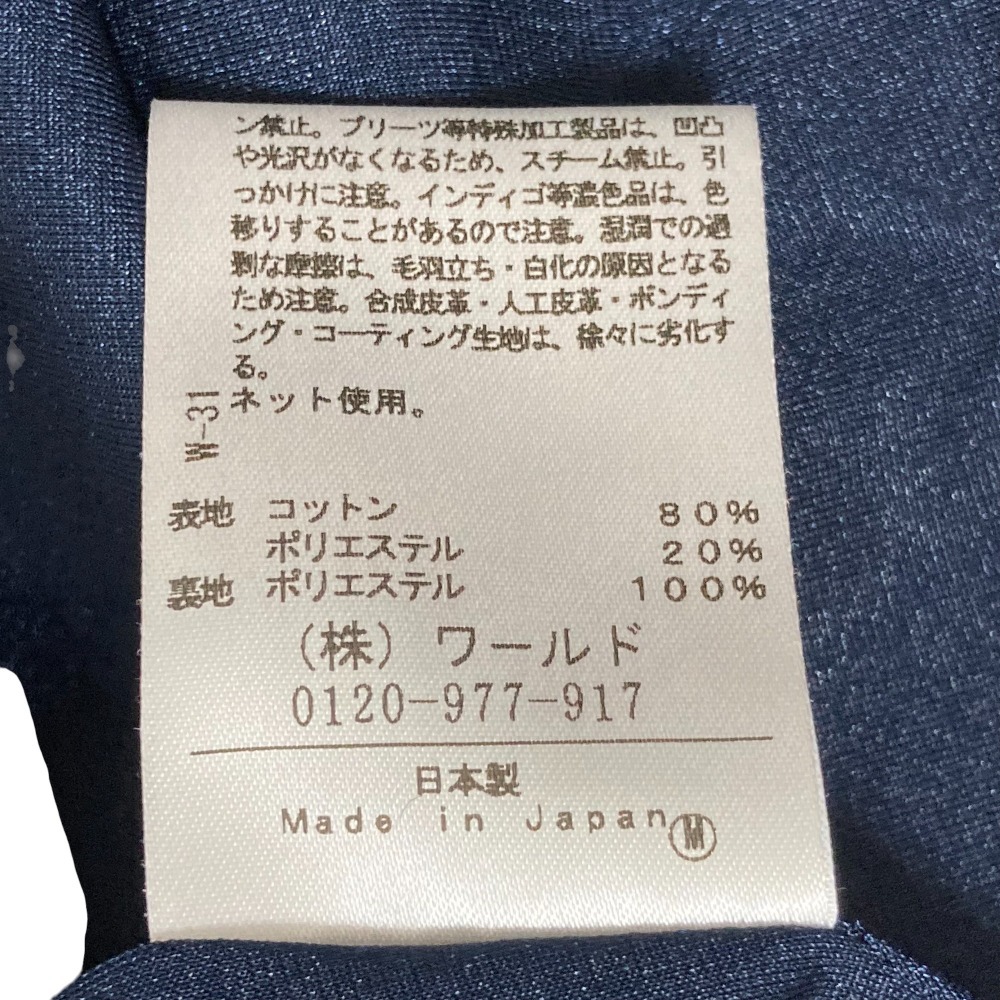 ン禁止。プリーツ等特殊加工製品は、凹凸
や光沢がなくなるため、スチーム禁止。引
っかけに注意。インディゴ等濃色品は、色
移りすることがあるので注意。湿潤での過
剰な摩擦は、毛羽立ち・白化の原因となる
ため注意。合成皮革・人工皮革・ボンディ
ング・コーティング生地は、徐々に劣化す
る。
ネット使用。
W-31
表地 コットン 80%
ポリエステル 20%
裏地 ポリエステル 100%
(株) ワールド
0120-977-917
日本製
Made in Japan Ⓜ